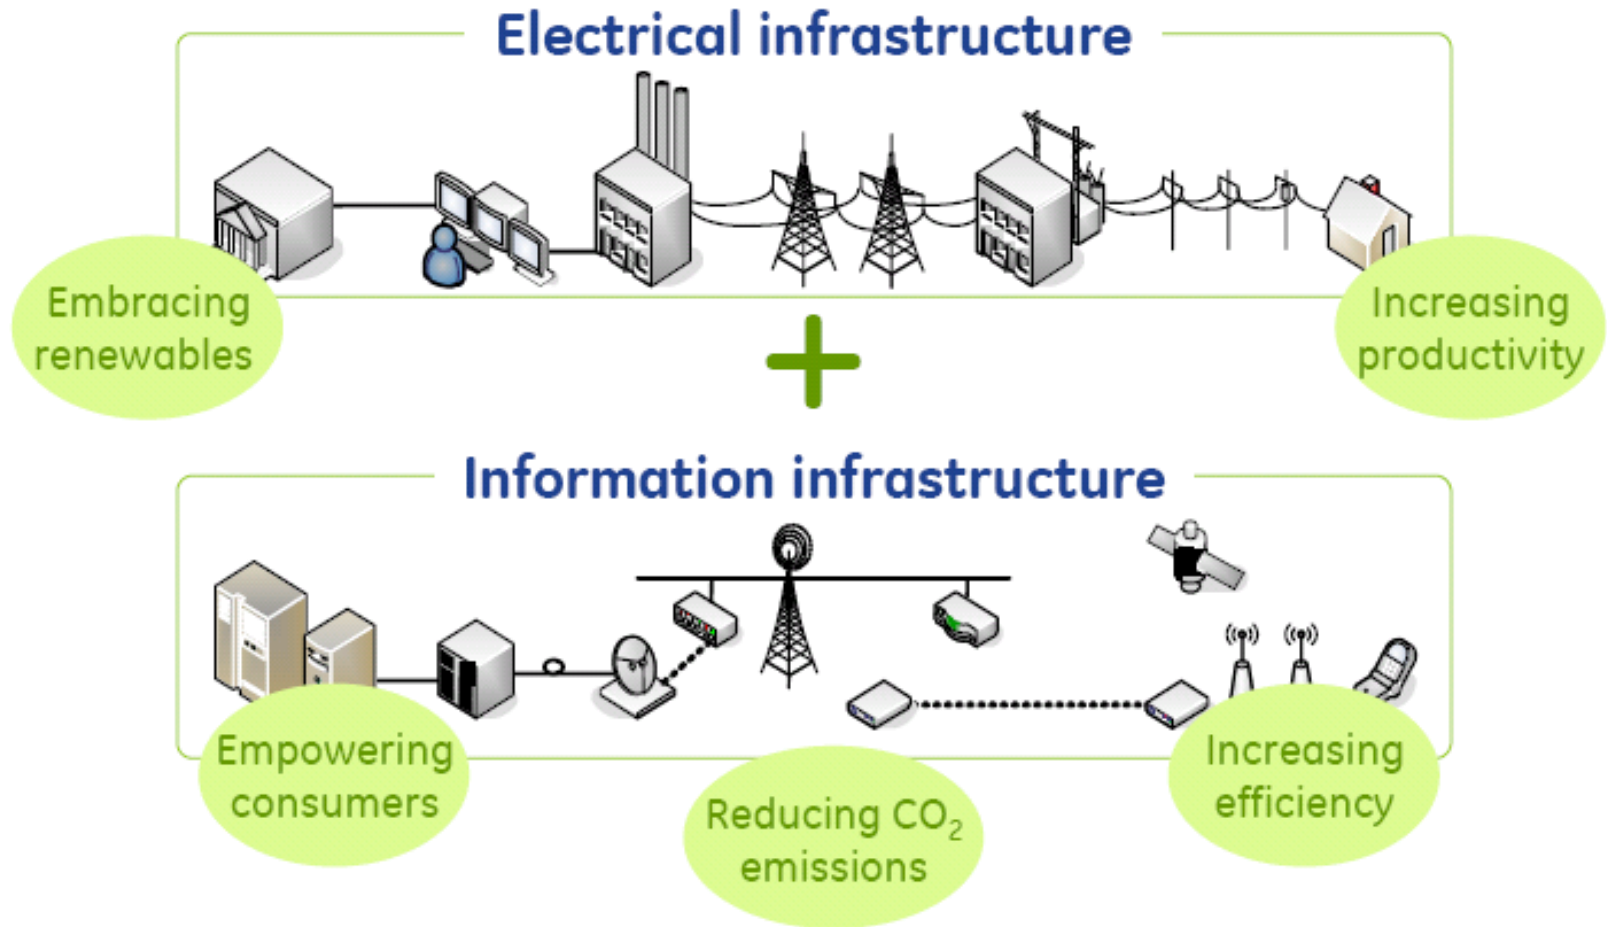 Electrical infrastructure
Embracing
renewables
Increasing
productivity
+
Information infrastructure
Empowering
consumers
Reducing CO₂
emissions
Increasing
efficiency